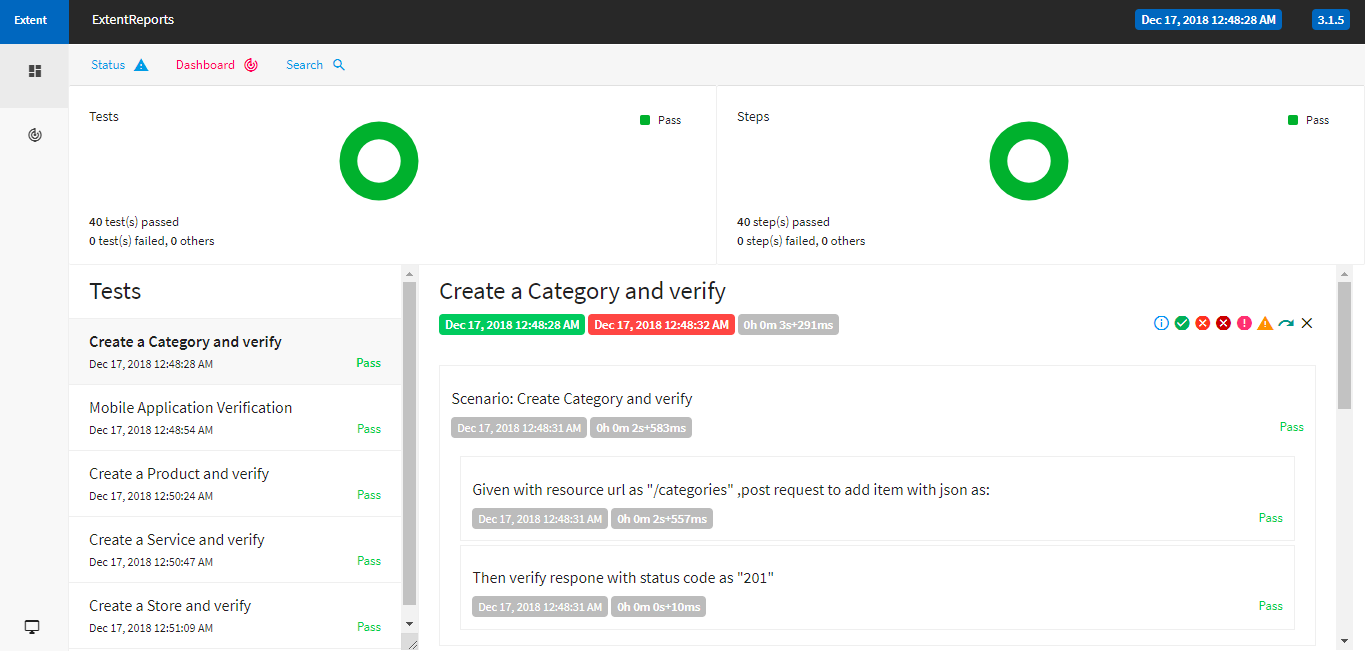 Extent
ExtentReports
Dec 17, 2018 12:48:28 AM
3.1.5
Status
Dashboard
Search
Tests
Pass
40 test(s) passed
0 test(s) failed, 0 others
Steps
Pass
40 step(s) passed
0 step(s) failed, 0 others
Tests
Create a Category and verify
Dec 17, 2018 12:48:28 AM
Pass
Mobile Application Verification
Dec 17, 2018 12:48:54 AM
Pass
Create a Product and verify
Dec 17, 2018 12:50:24 AM
Pass
Create a Service and verify
Dec 17, 2018 12:50:47 AM
Pass
Create a Store and verify
Dec 17, 2018 12:51:09 AM
Pass
Create a Category and verify
Dec 17, 2018 12:48:28 AM Dec 17, 2018 12:48:32 AM 0h 0m 3s+291ms
Scenario: Create Category and verify
Dec 17, 2018 12:48:31 AM 0h 0m 2s+583ms
Pass
Given with resource url as "/categories" ,post request to add item with json as:
Dec 17, 2018 12:48:31 AM 0h 0m 2s+557ms
Pass
Then verify respone with status code as "201"
Dec 17, 2018 12:48:31 AM 0h 0m 0s+10ms
Pass